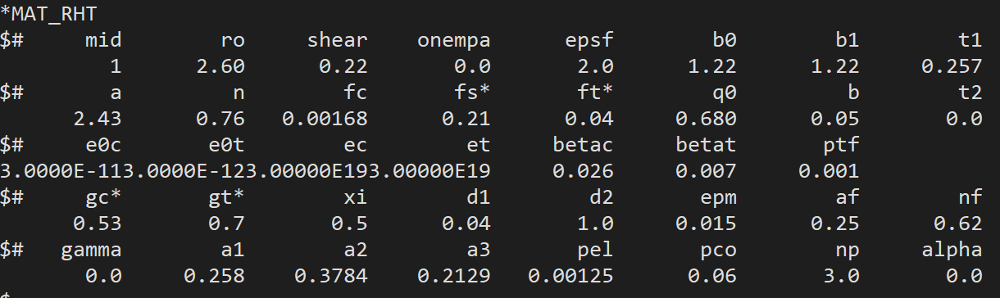 *MAT_RHT
$# mid ro shear onempa epsf b0 b1 t1
1 2.60 0.22 0.0 2.0 1.22 1.22 0.257
$# a n fc fs* ft* q0 b t2
2.43 0.76 0.00168 0.21 0.04 0.680 0.05 0.0
$# e0c e0t ec et betac betat ptf
3.0000E-113.0000E-123.00000E193.00000E19 0.026 0.007 0.001
$# gc* gt* xi d1 d2 epm af nf
0.53 0.7 0.5 0.04 1.0 0.015 0.25 0.62
$# gamma a1 a2 a3 pel pco np alpha
0.0 0.258 0.3784 0.2129 0.00125 0.06 3.0 0.0